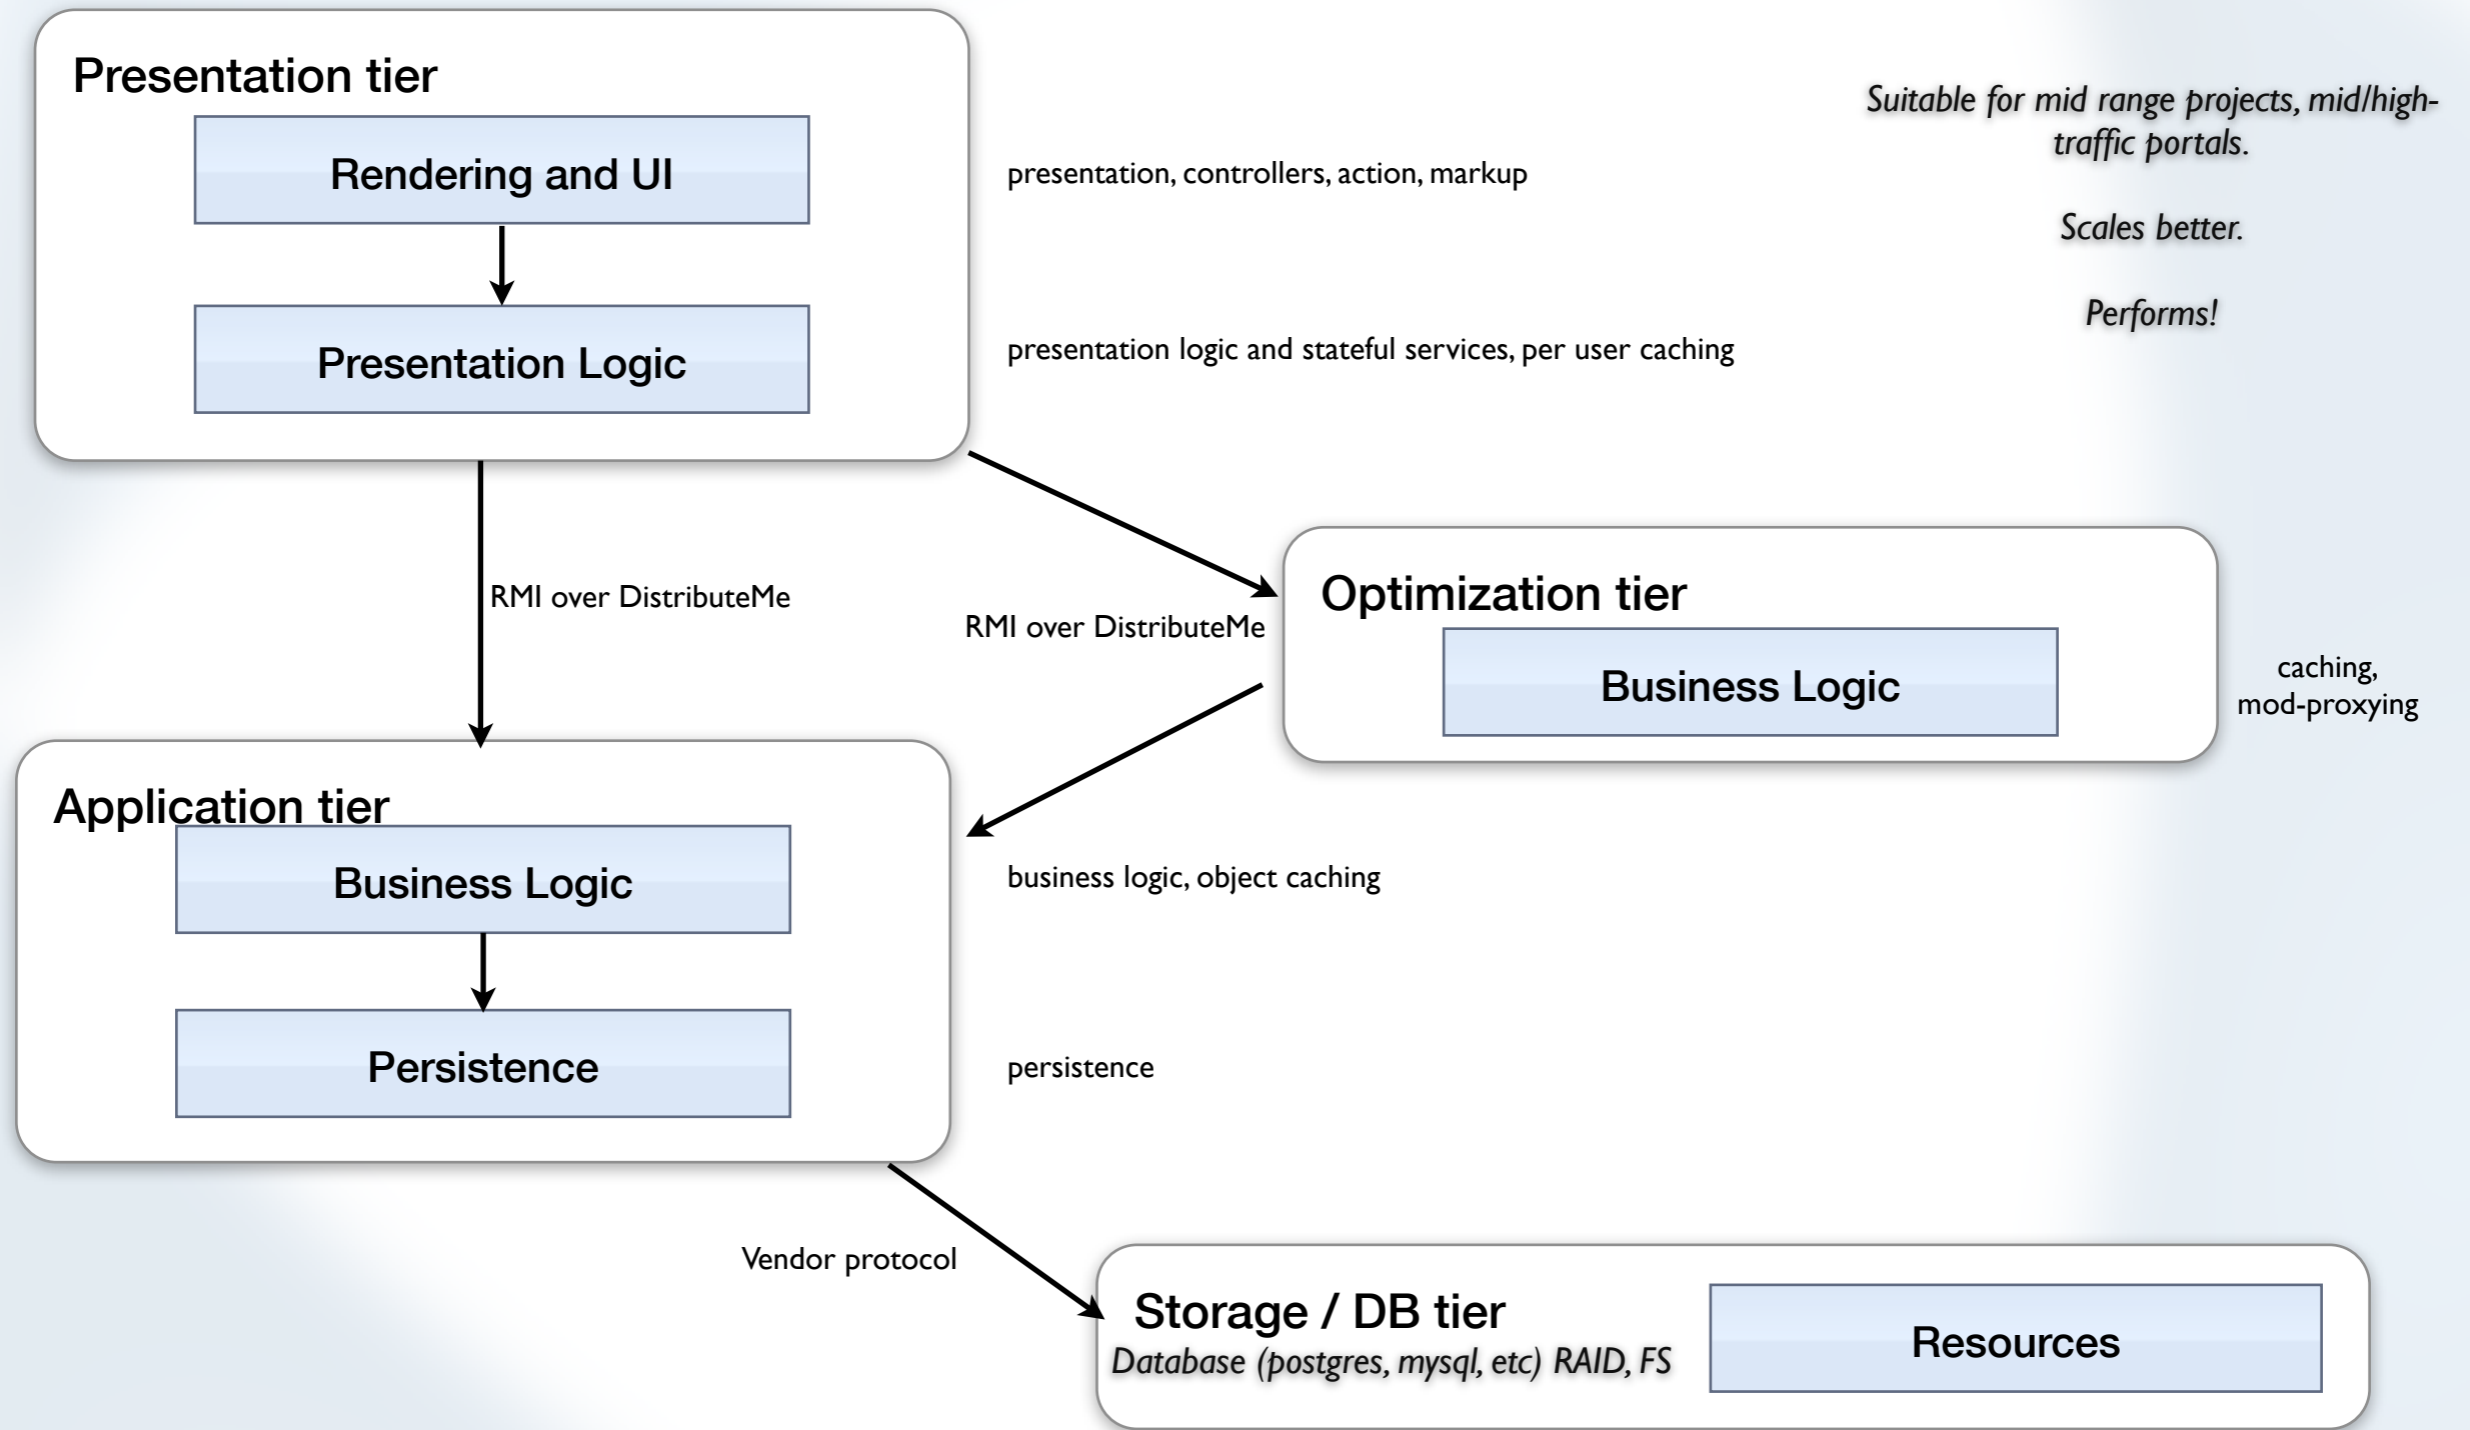 Presentation tier
Rendering and UI
presentation, controllers, action, markup
Presentation Logic
presentation logic and stateful services, per user caching
Suitable for mid range projects, mid/high-
traffic portals.
Scales better.
Performs!
RMI over DistributeMe
RMI over DistributeMe
Optimization tier
Business Logic
caching,
mod-proxying
Application tier
Business Logic
business logic, object caching
Persistence
persistence
Vendor protocol
Storage / DB tier
Database (postgres, mysql, etc) RAID, FS
Resources